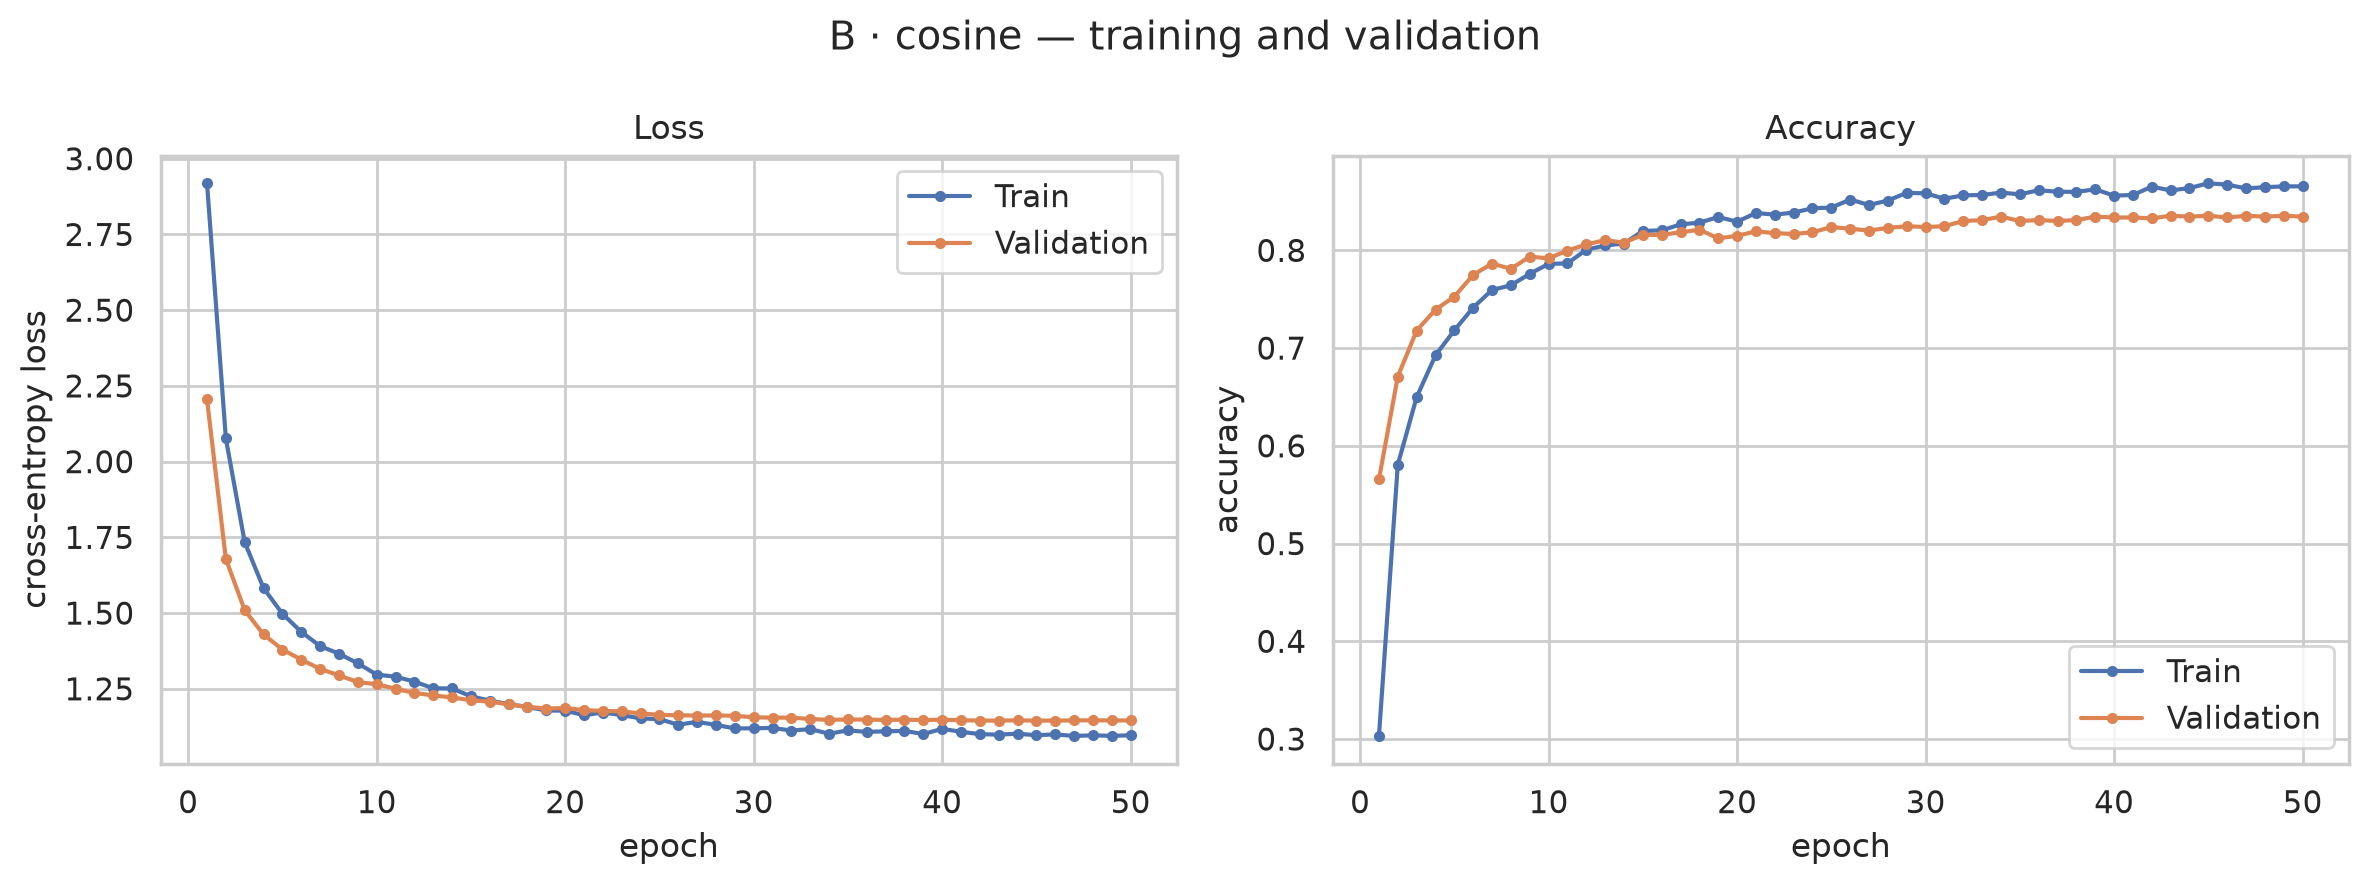 B · cosine — training and validation
Loss
3.00
2.75
2.50
2.25
2.00
1.75
1.50
1.25
cross-entropy loss
0 10 20 30 40 50
epoch
Train
Validation
Accuracy
0.8
0.7
0.6
0.5
0.4
0.3
accuracy
0 10 20 30 40 50
epoch
Train
Validation